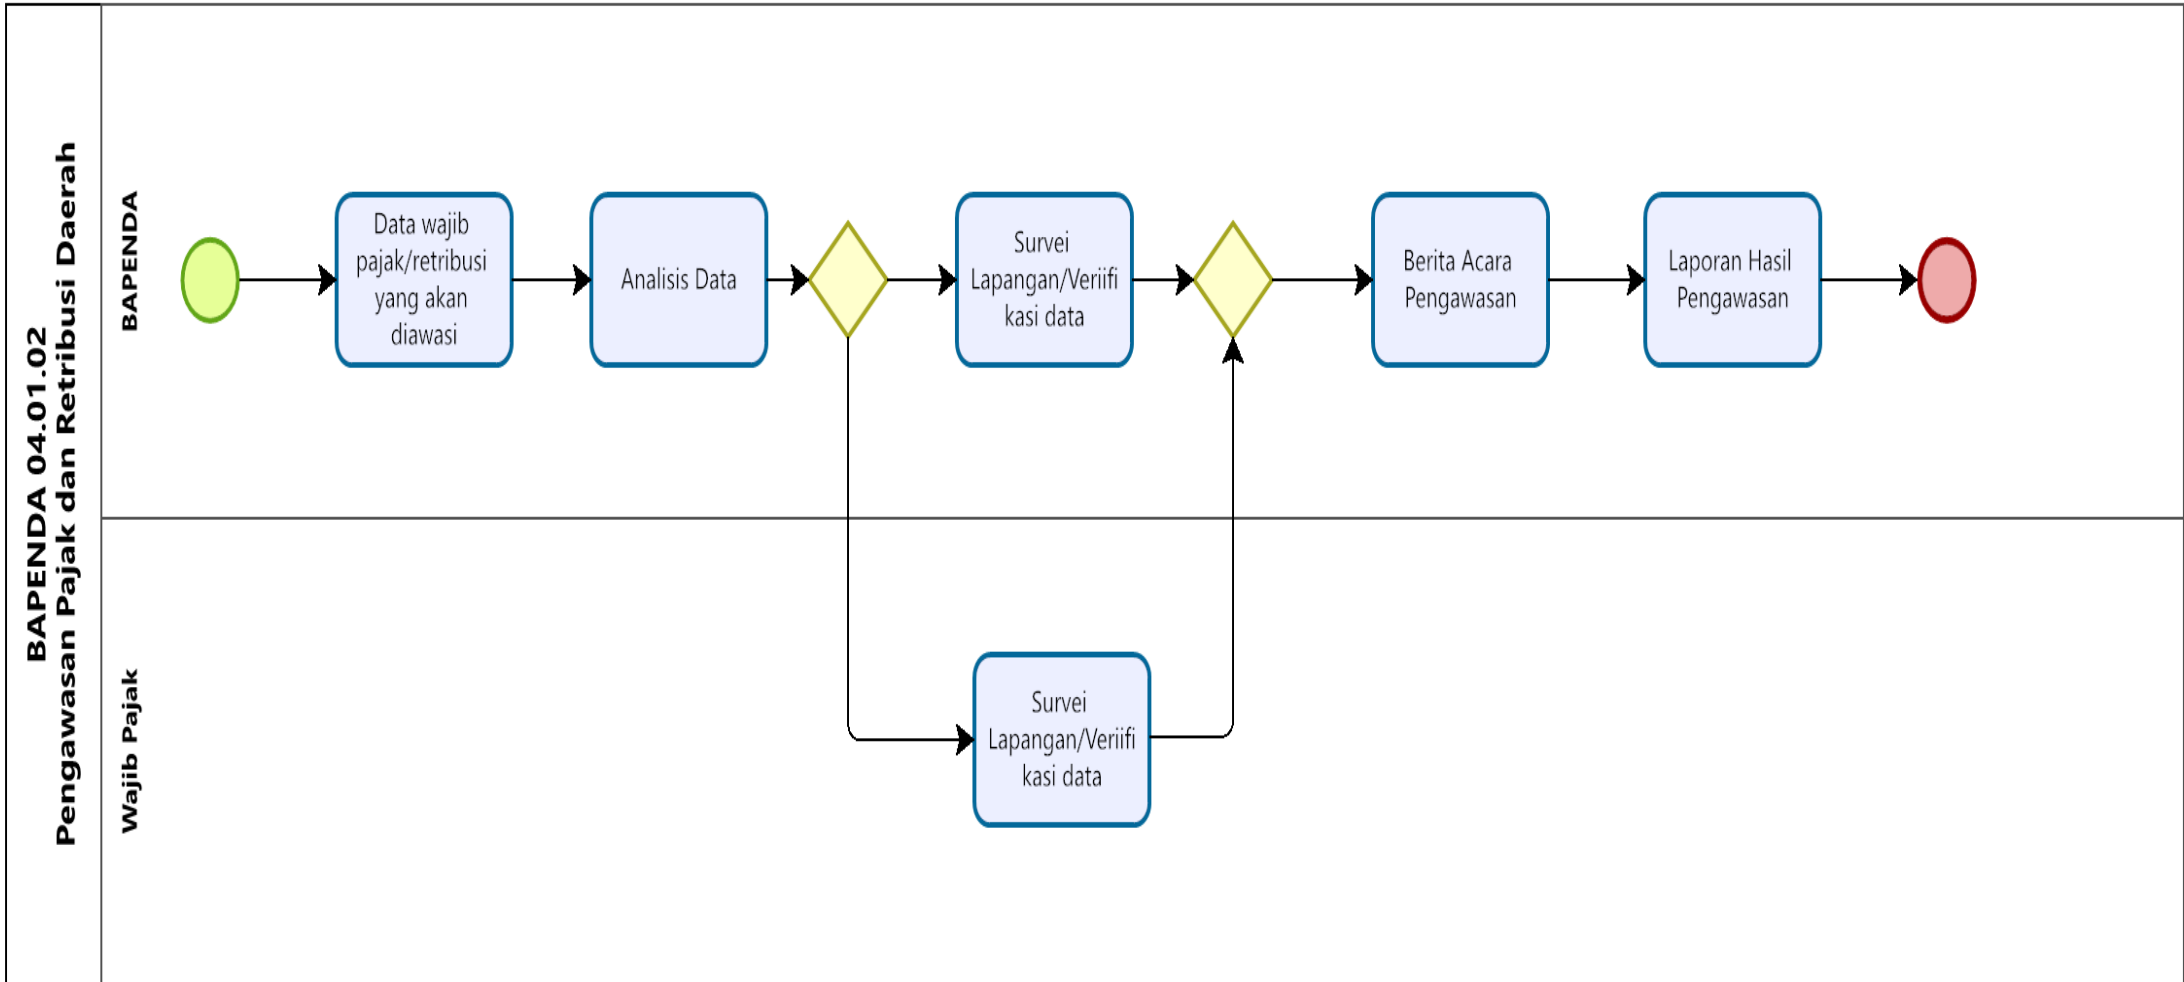 BAPENDA 04.01.02
Pengawasan Pajak dan Retribusi Daerah
BAPENDA
Data wajib
pajak/retribusi
yang akan
diawasi
Analisis Data
Survei
Lapangan/Veriifi
kasi data
Berita Acara
Pengawasan
Laporan Hasil
Pengawasan
Wajib Pajak
Survei
Lapangan/Veriifi
kasi data